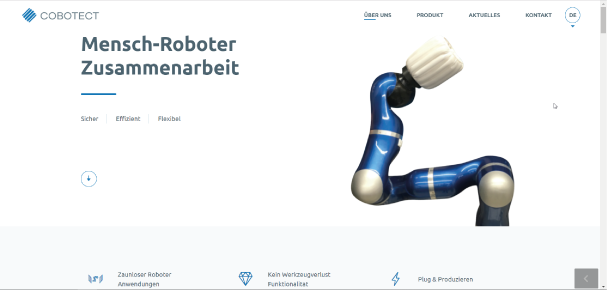 COBOTECT
ÜBER UNS PRODUKT AKTUELLES KONTAKT DE
Mensch-Roboter
Zusammenarbeit
Sicher Effizient Flexibel
Zaunloser Roboter
Anwendungen
Kein Werkzeugverlust
Funktionalität
Plug & Produzieren